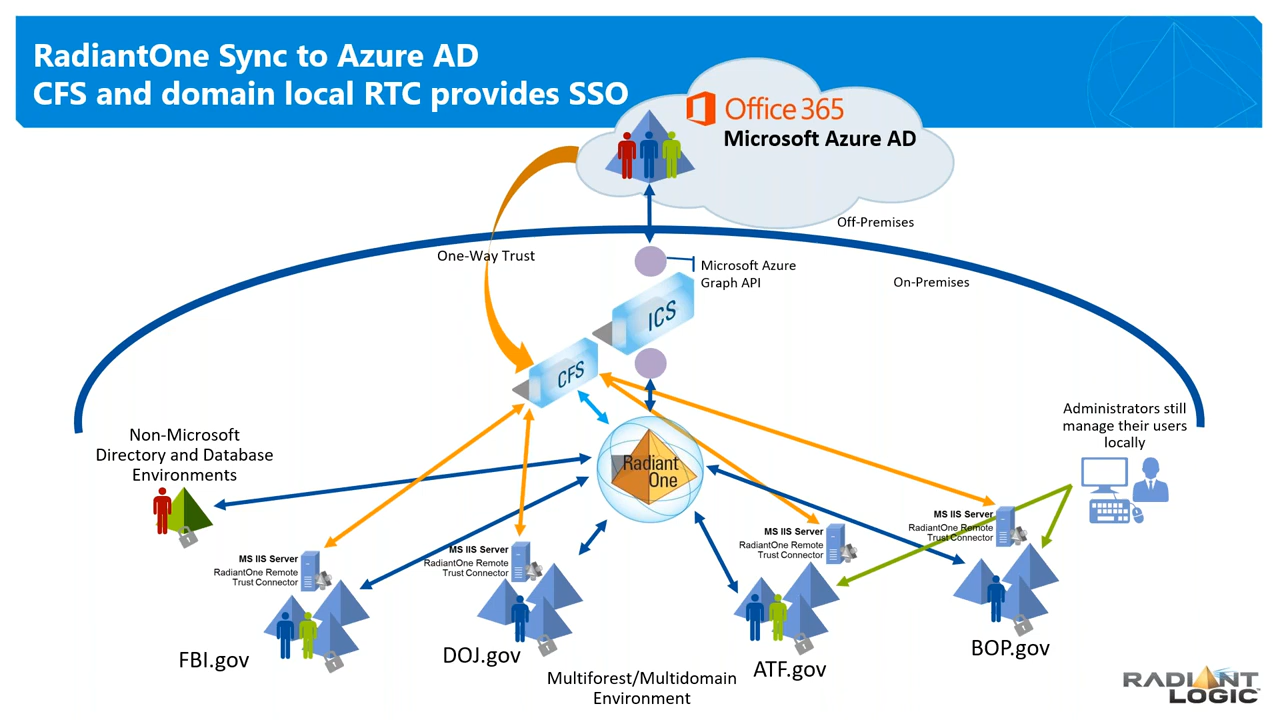 RadiantOne Sync to Azure AD
CFS and domain local RTC provides SSO
Office 365
Microsoft Azure AD
Off-Premises
One-Way Trust
Microsoft Azure
Graph API
On-Premises
ICS
CFS
Administrators still
manage their users
locally
Non-Microsoft
Directory and Database
Environments
Radiant
One
MS IIS Server
RadiantOne Remote
Trust Connector
MS IIS Server
RadiantOne Remote
Trust Connector
MS IIS Server
RadiantOne Remote
Trust Connector
MS IIS Server
RadiantOne Remote
Trust Connector
FBI.gov
DOJ.gov
ATF.gov
BOP.gov
Multiforest/Multidomain
Environment
RADIANT
LOGIC